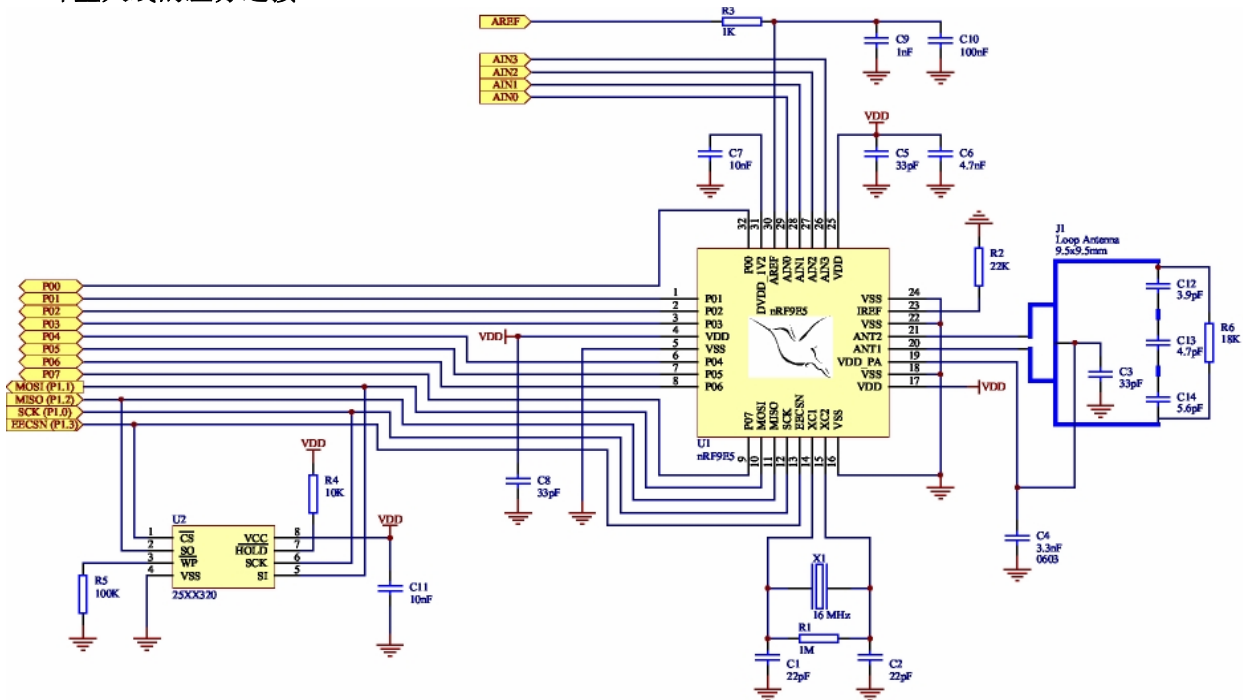 AREF
R3
1K
C9
1nF
C10
100nF
AIN3
AIN2
AIN1
AIN0
VDD
C7
10nF
C5
33pF
C6
4.7nF
32
31
30
29
28
27
26
25
P00
DVDD_1V2
AREF
AIN0
AIN1
AIN2
AIN3
VDD
R2
22K
J1
Loop Antenna
9.5x9.5mm
C12
3.9pF
C13
4.7pF
C14
5.6pF
R6
18K
C3
33pF
P00
P01
P02
P03
P04
P05
P06
P07
MOSI (P1.1)
MISO (P1.2)
SCK (P1.0)
EECSN (P1.3)
VDD
1 P01
2 P02
3 P03
4 VDD
5 VSS
6 P04
7 P05
8 P06
nRF9E5
VSS 24
IREF 23
VSS 22
ANT2 21
ANT1 20
VDD_PA 19
VSS 18
VDD 17
VDD
P07
MOSI
MISO
SCK
EECSN
XC1
XC2
VSS
9
10
11
12
13
14
15
16
U1
nRF9E5
VDD
R4
10K
C8
33pF
VDD
U2
1 CS VCC 8
2 SO HOLD 7
3 WP SCK 6
4 VSS SI 5
25XX320
R5
100K
C11
10nF
C4
3.3nF
0603
X1
16 MHz
R1
1M
C1
22pF
C2
22pF